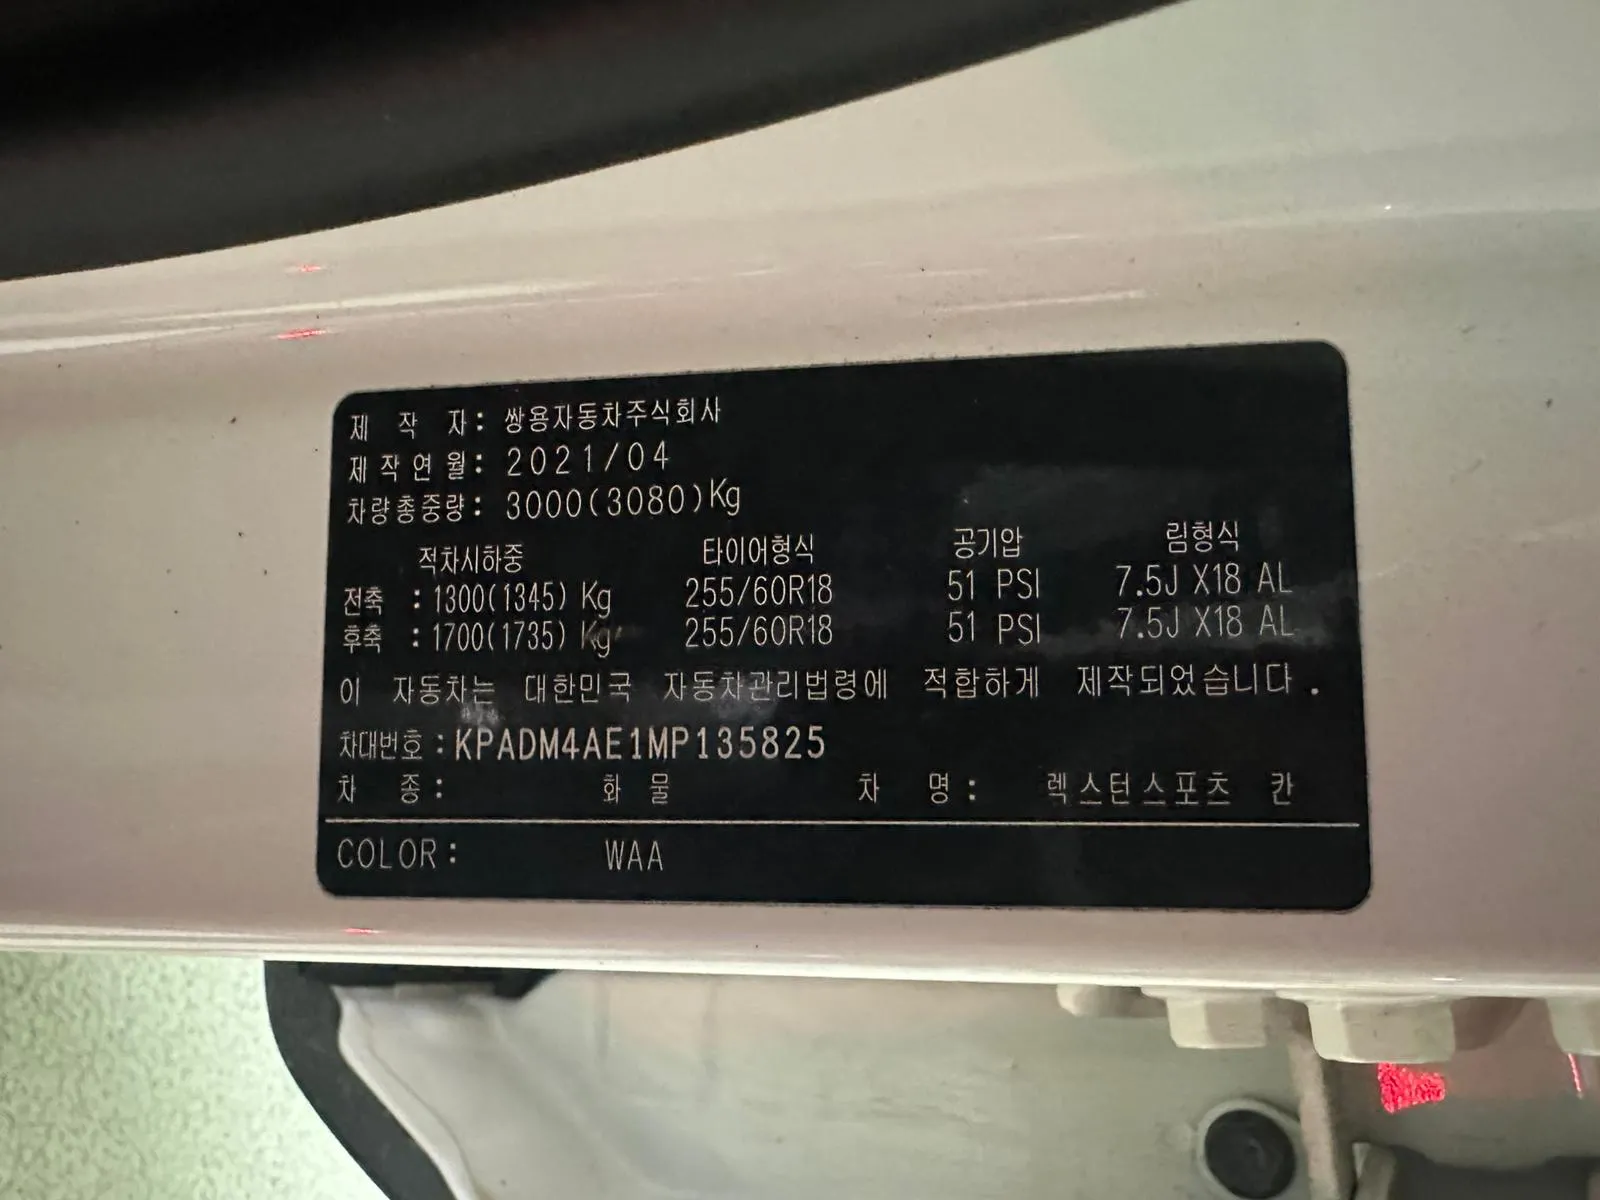 제 작 자: 쌍용자동차주식회사
제작연월: 2021/04
차량총중량: 3000(3080)Kg
적차시하중 타이어형식 공기압 림형식
전축 : 1300(1345) Kg 255/60R18 51 PSI 7.5J X18 AL
후축 : 1700(1735) Kg 255/60R18 51 PSI 7.5J X18 AL
이 자동차는 대한민국 자동차관리법령에 적합하게 제작되었습니다.
차대번호 : KPADM4AE1MP135825
차 종: 화 물 차 명: 렉스턴스포츠 칸
COLOR: WAA